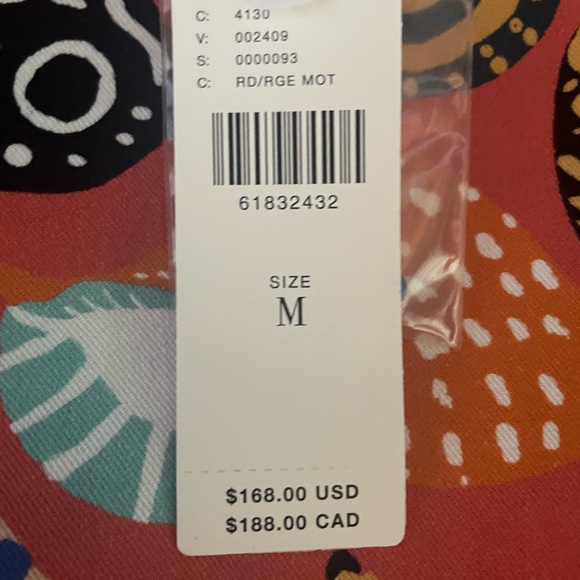 C: 4130
V: 002409
S: 0000093
C: RD/RGE MOT
61832432
SIZE
M
$168.00 USD
$188.00 CAD